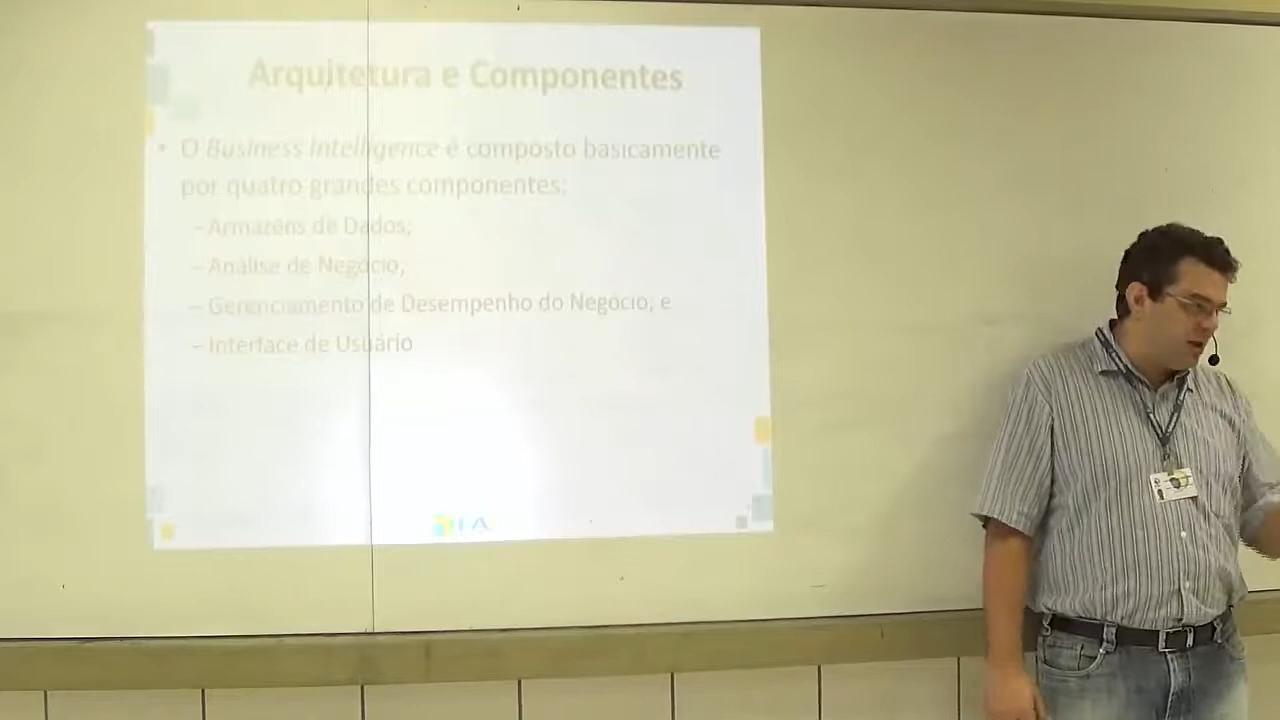 Arquitetura e Componentes
• O Business Intelligence é composto basicamente
por quatro grandes componentes:
– Armazéns de Dados;
– Análise de Negócio;
– Gerenciamento de Desempenho do Negócio; e
– Interface de Usuário